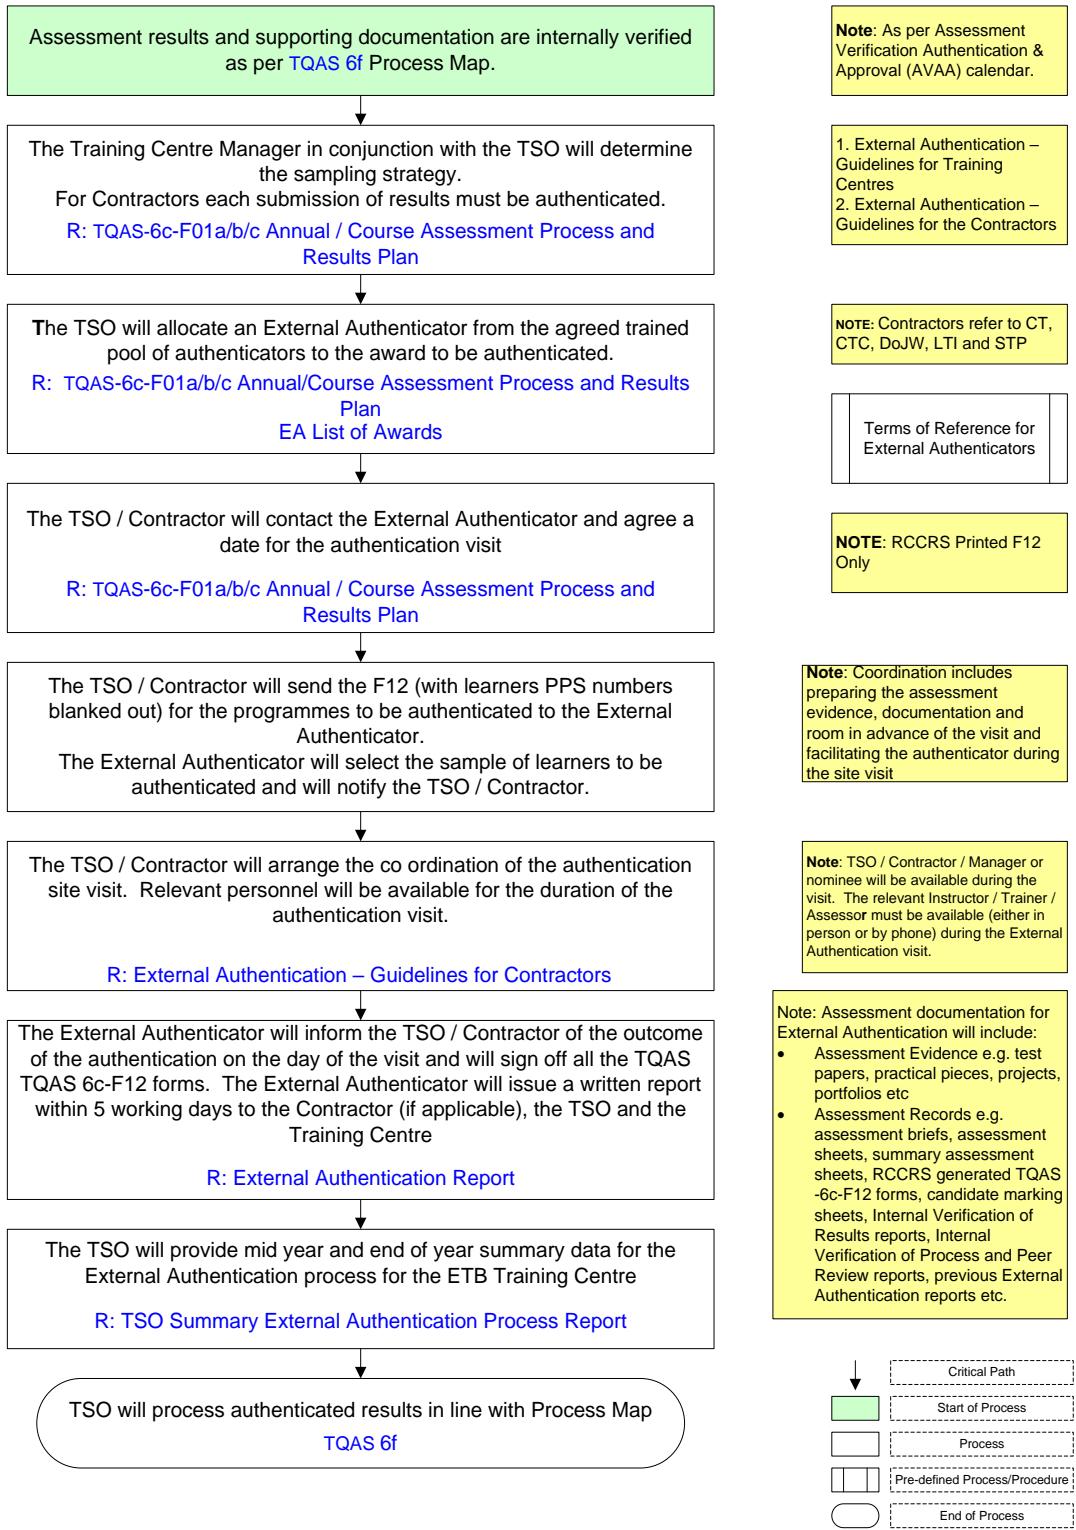 Assessment results and supporting documentation are internally verified
as per TQAS 6f Process Map.
Note: As per Assessment
Verification Authentication &
Approval (AVAA) calendar.
The Training Centre Manager in conjunction with the TSO will determine
the sampling strategy.
For Contractors each submission of results must be authenticated.
R: TQAS-6c-F01a/b/c Annual / Course Assessment Process and
Results Plan
1. External Authentication –
Guidelines for Training
Centres
2. External Authentication –
Guidelines for the Contractors
The TSO will allocate an External Authenticator from the agreed trained
pool of authenticators to the award to be authenticated.
R: TQAS-6c-F01a/b/c Annual/Course Assessment Process and Results
Plan
EA List of Awards
NOTE: Contractors refer to CT,
CTC, DoJW, LTI and STP
Terms of Reference for
External Authenticators
The TSO / Contractor will contact the External Authenticator and agree a
date for the authentication visit
R: TQAS-6c-F01a/b/c Annual / Course Assessment Process and
Results Plan
NOTE: RCCRS Printed F12
Only
The TSO / Contractor will send the F12 (with learners PPS numbers
blanked out) for the programmes to be authenticated to the External
Authenticator.
The External Authenticator will select the sample of learners to be
authenticated and will notify the TSO / Contractor.
Note: Coordination includes
preparing the assessment
evidence, documentation and
room in advance of the visit and
facilitating the authenticator during
the site visit
The TSO / Contractor will arrange the co ordination of the authentication
site visit. Relevant personnel will be available for the duration of the
authentication visit.
R: External Authentication – Guidelines for Contractors
Note: TSO / Contractor / Manager or
nominee will be available during the
visit. The relevant Instructor / Trainer /
Assessor must be available (either in
person or by phone) during the External
Authentication visit.
The External Authenticator will inform the TSO / Contractor of the outcome
of the authentication on the day of the visit and will sign off all the TQAS
TQAS 6c-F12 forms. The External Authenticator will issue a written report
within 5 working days to the Contractor (if applicable), the TSO and the
Training Centre
R: External Authentication Report
Note: Assessment documentation for
External Authentication will include:
• Assessment Evidence e.g. test
papers, practical pieces, projects,
portfolios etc
• Assessment Records e.g.
assessment briefs, assessment
sheets, summary assessment
sheets, RCCRS generated TQAS
-6c-F12 forms, candidate marking
sheets, Internal Verification of
Results reports, Internal
Verification of Process and Peer
Review reports, previous External
Authentication reports etc.
The TSO will provide mid year and end of year summary data for the
External Authentication process for the ETB Training Centre
R: TSO Summary External Authentication Process Report
TSO will process authenticated results in line with Process Map
TQAS 6f
Critical Path
Start of Process
Process
Pre-defined Process/Procedure
End of Process